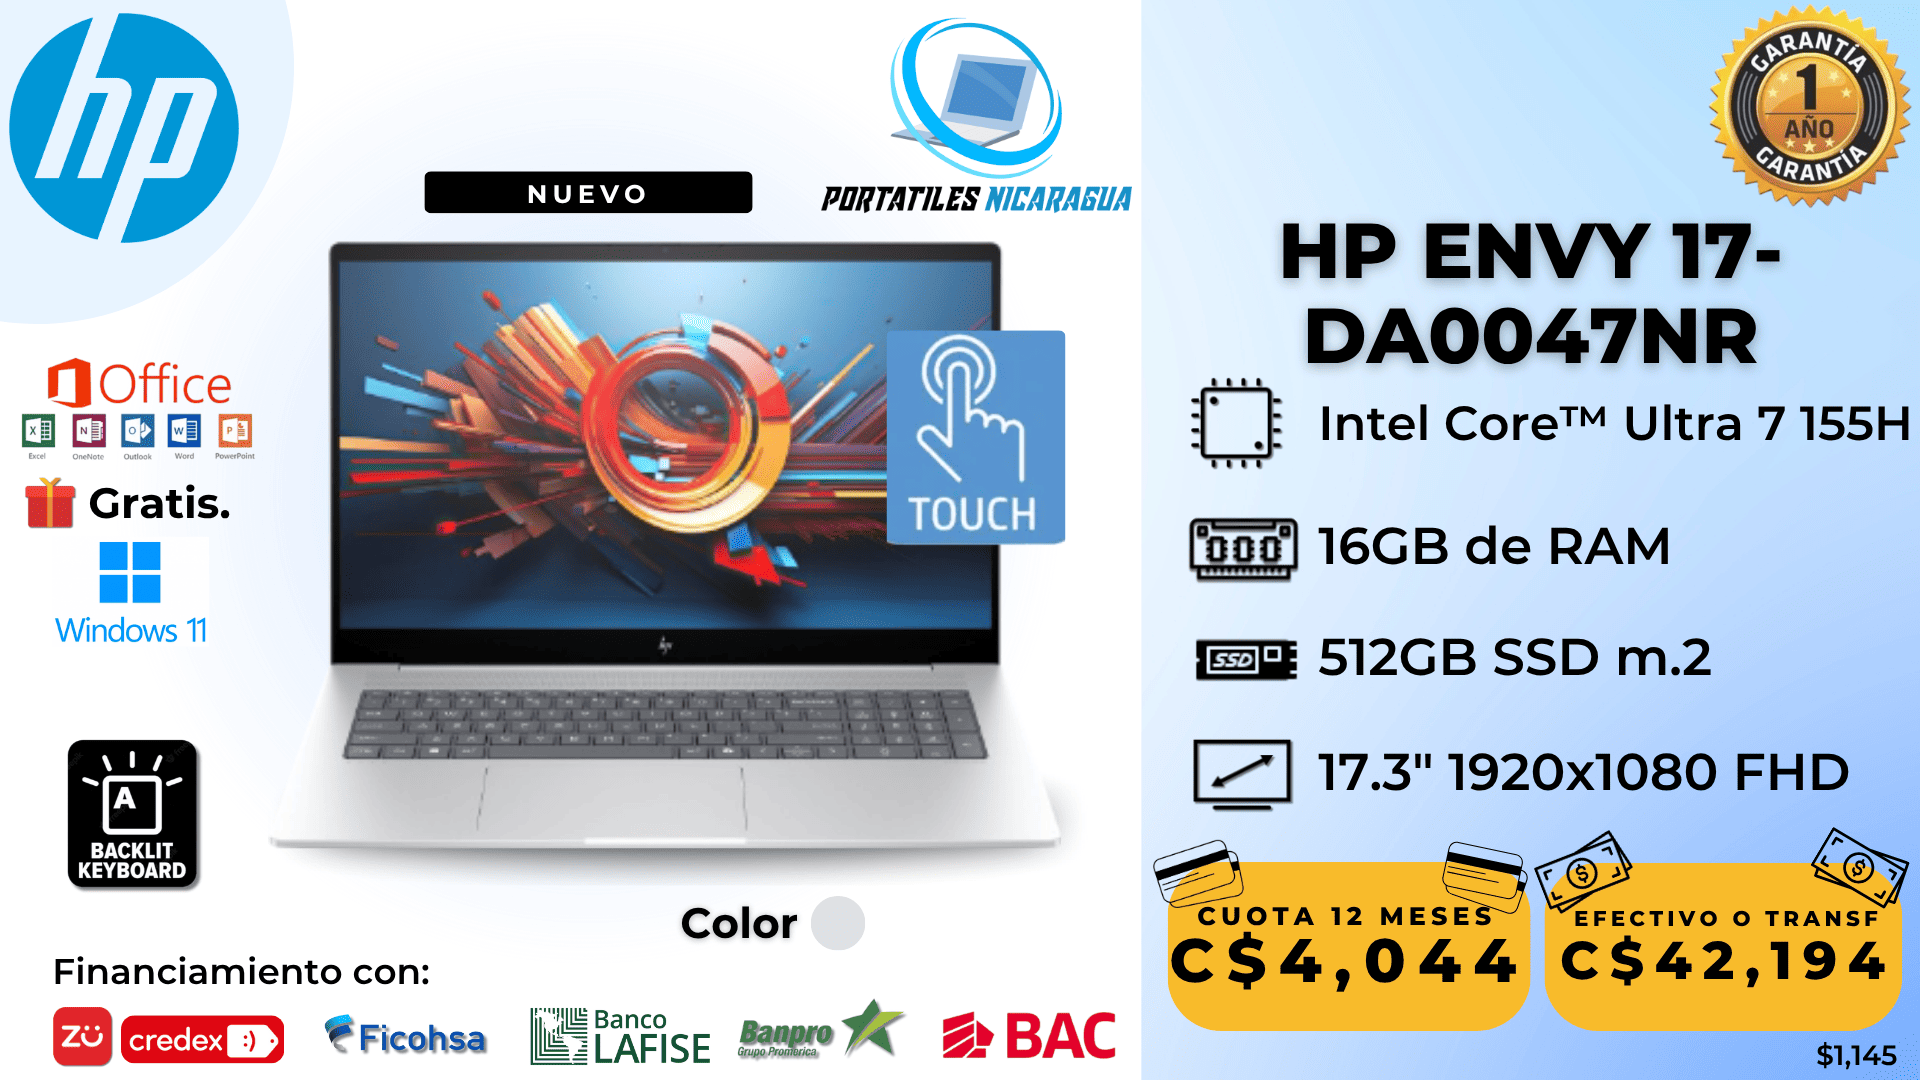 hp
NUEVO
PORTATILES NICARAGUA
GARANTÍA
1
AÑO
GARANTÍA
HP ENVY 17-
DA0047NR
Intel Core™ Ultra 7 155H
16GB de RAM
SSD
512GB SSD m.2
17.3" 1920x1080 FHD
Office
Excel
OneNote
Outlook
Word
PowerPoint
Gratis.
Windows 11
TOUCH
hp
A
BACKLIT
KEYBOARD
Color
Financiamiento con:
zū
credex :)
Ficohsa
Banco
LAFISE
Banpro
Grupo Promerica
BAC
CUOTA 12 MESES
C$4,044
EFECTIVO O TRANSF
C$42,194
$1,145